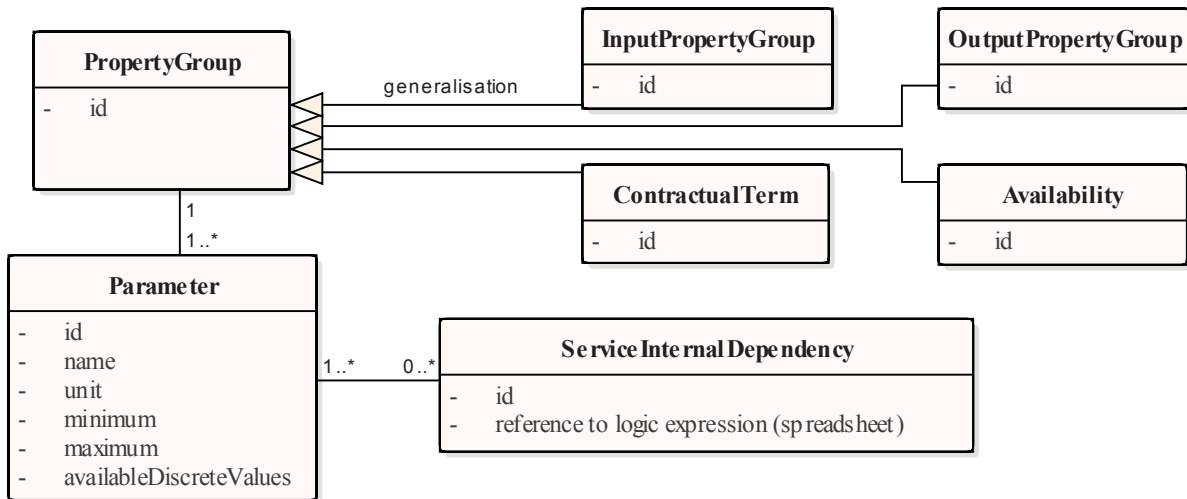 PropertyGroup
- id
generalisation
InputPropertyGroup
- id
OutputPropertyGroup
- id
ContractualTerm
- id
Availability
- id
1
1..*
Parameter
- id
- name
- unit
- minimum
- maximum
- availableDiscreteValues
1..*
0..*
ServiceInternalDependency
- id
- reference to logic expression (spreadsheet)